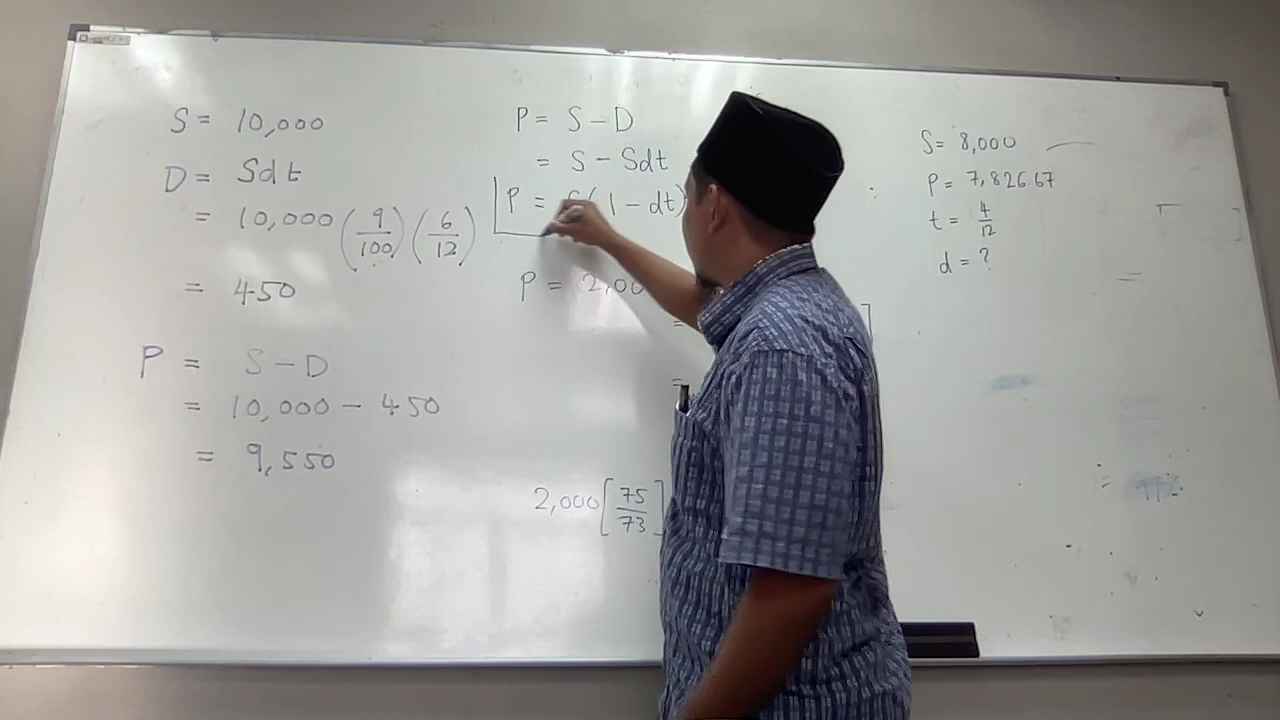 S = 10,000
D = Sdt
= 10,000 (9/100) (6/12)
= 450
P = S - D
= 10,000 - 450
= 9,550
P = S - D
= S - Sdt
P = S(1 - dt)
P = 2,00
=
=
2,000 [75/73]
S= 8,000
P= 7,826.67
t = 4/12
d = ?
=
=